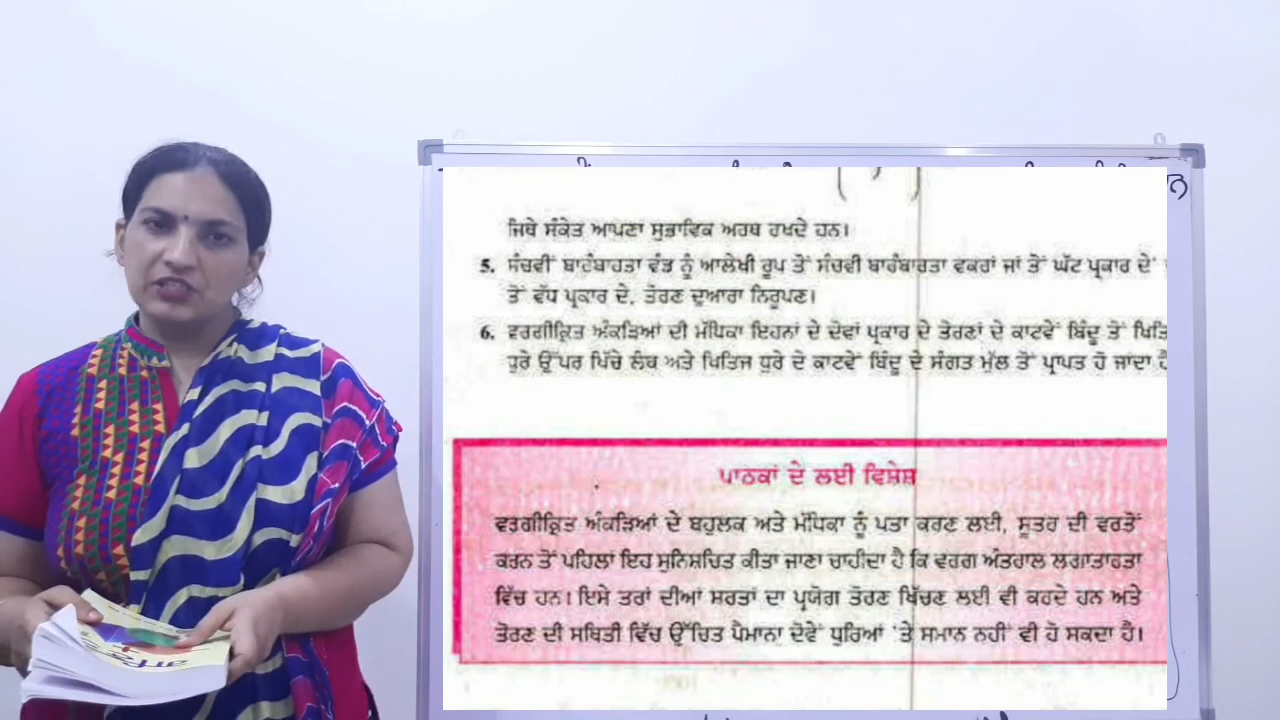 ਜਿਥੇ ਸੰਕੇਤ ਆਪਣਾ ਸੁਭਾਵਿਕ ਅਰਥ ਰਖਦੇ ਹਨ।
5. ਸੰਚਵੀਂ ਬਾਰੰਬਾਰਤਾ ਵੰਡ ਨੂੰ ਆਲੇਖੀ ਰੂਪ ਤੋਂ ਸੰਚਵੀ ਬਾਰੰਬਾਰਤਾ ਵਕਰਾਂ ਜਾਂ ਤੋਂ ਘੱਟ ਪ੍ਰਕਾਰ ਦੇ
ਤੋਂ ਵੱਧ ਪ੍ਰਕਾਰ ਦੇ, ਤੋਰਣ ਦੁਆਰਾ ਨਿਰੂਪਣ।
6. ਵਰਗੀਕ੍ਰਿਤ ਅੰਕੜਿਆਂ ਦੀ ਮੱਧਿਕਾ ਇਹਨਾਂ ਦੇ ਦੋਵਾਂ ਪ੍ਰਕਾਰ ਦੇ ਤੋਰਣਾਂ ਦੇ ਕਾਟਵੇਂ ਬਿੰਦੂ ਤੋਂ
ਧੁਰੇ ਉੱਪਰ ਖਿੱਚੇ ਲੰਬ ਅਤੇ ਖਿਤਿਜ ਧੁਰੇ ਦੇ ਕਾਟਵੇਂ ਬਿੰਦੂ ਦੇ ਸੰਗਤ ਮੁੱਲ ਤੋਂ ਪ੍ਰਾਪਤ ਹੋ ਜਾਂਦਾ
ਪਾਠਕਾਂ ਦੇ ਲਈ ਵਿਸ਼ੇਸ਼
ਵਰਗੀਕ੍ਰਿਤ ਅੰਕੜਿਆਂ ਦੇ ਬਹੁਲਕ ਅਤੇ ਮੱਧਿਕਾ ਨੂੰ ਪਤਾ ਕਰਣ ਲਈ, ਸੂਤਰ ਦੀ ਵਰਤੋਂ
ਕਰਨ ਤੋਂ ਪਹਿਲਾਂ ਇਹ ਸੁਨਿਸ਼ਚਿਤ ਕੀਤਾ ਜਾਣਾ ਚਾਹੀਦਾ ਹੈ ਕਿ ਵਰਗ ਅੰਤਰਾਲ ਲਗਾਤਾਰਤਾ
ਵਿੱਚ ਹਨ। ਇਸੇ ਤਰਾਂ ਦੀਆਂ ਸ਼ਰਤਾਂ ਦਾ ਪ੍ਰਯੋਗ ਤੋਰਣ ਖਿੱਚਣ ਲਈ ਵੀ ਕਰਦੇ ਹਨ ਅਤੇ
ਤੋਰਣ ਦੀ ਸਥਿਤੀ ਵਿੱਚ ਉੱਚਿਤ ਪੈਮਾਨਾ ਦੋਵੇਂ ਧੁਰਿਆਂ 'ਤੇ ਸਮਾਨ ਨਹੀਂ ਵੀ ਹੋ ਸਕਦਾ ਹੈ।